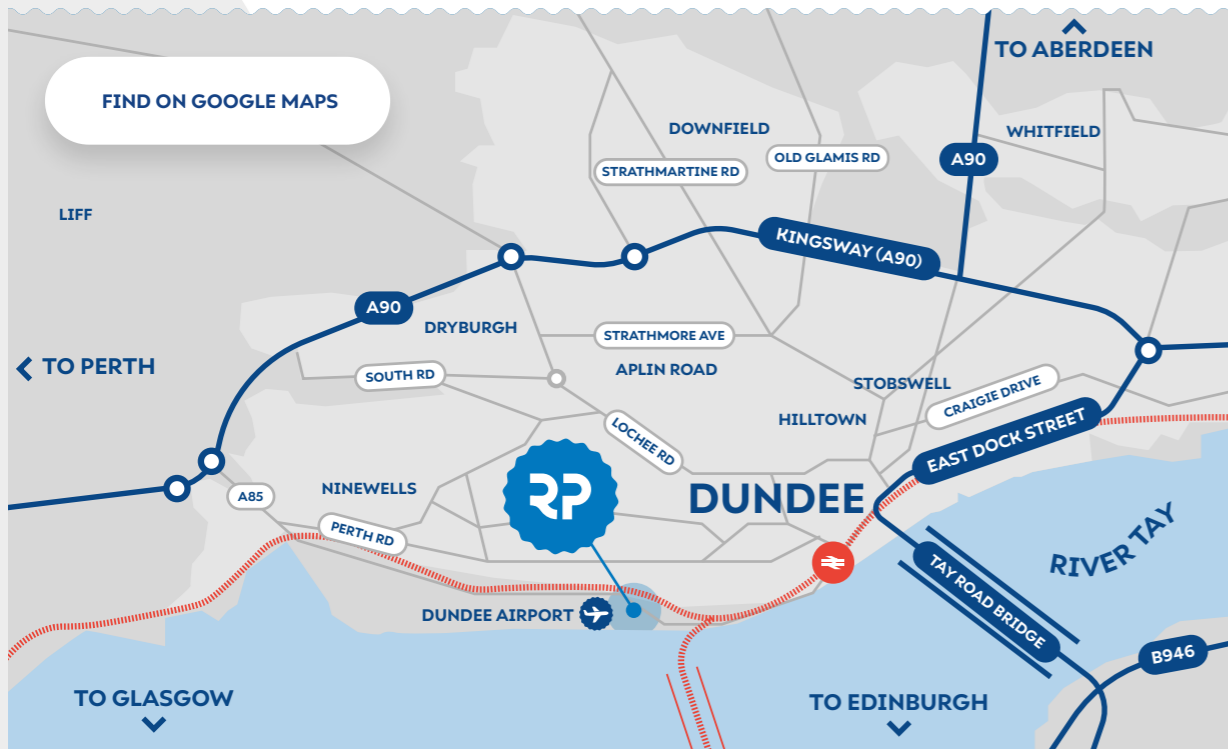 TO ABERDEEN
FIND ON GOOGLE MAPS
DOWNFIELD
WHITFIELD
OLD GLAMIS RD
A90
STRATHMARTINE RD
LIFF
KINGSWAY (A90)
A90
DRYBURGH
STRATHMORE AVE
TO PERTH
APLIN ROAD
SOUTH RD
STOBSWELL
CRAIGIE DRIVE
HILLTOWN
LOCHEE RD
EAST DOCK STREET
NINEWELLS
A85
RP
DUNDEE
PERTH RD
RIVER TAY
TAY ROAD BRIDGE
DUNDEE AIRPORT
B946
TO GLASGOW
TO EDINBURGH